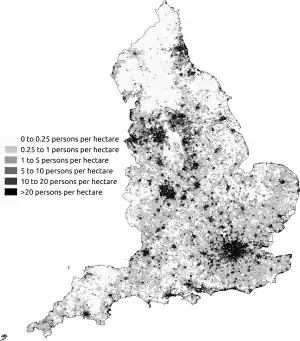 0 to 0.25 persons per hectare
0.25 to 1 persons per hectare
1 to 5 persons per hectare
5 to 10 persons per hectare
10 to 20 persons per hectare
>20 persons per hectare